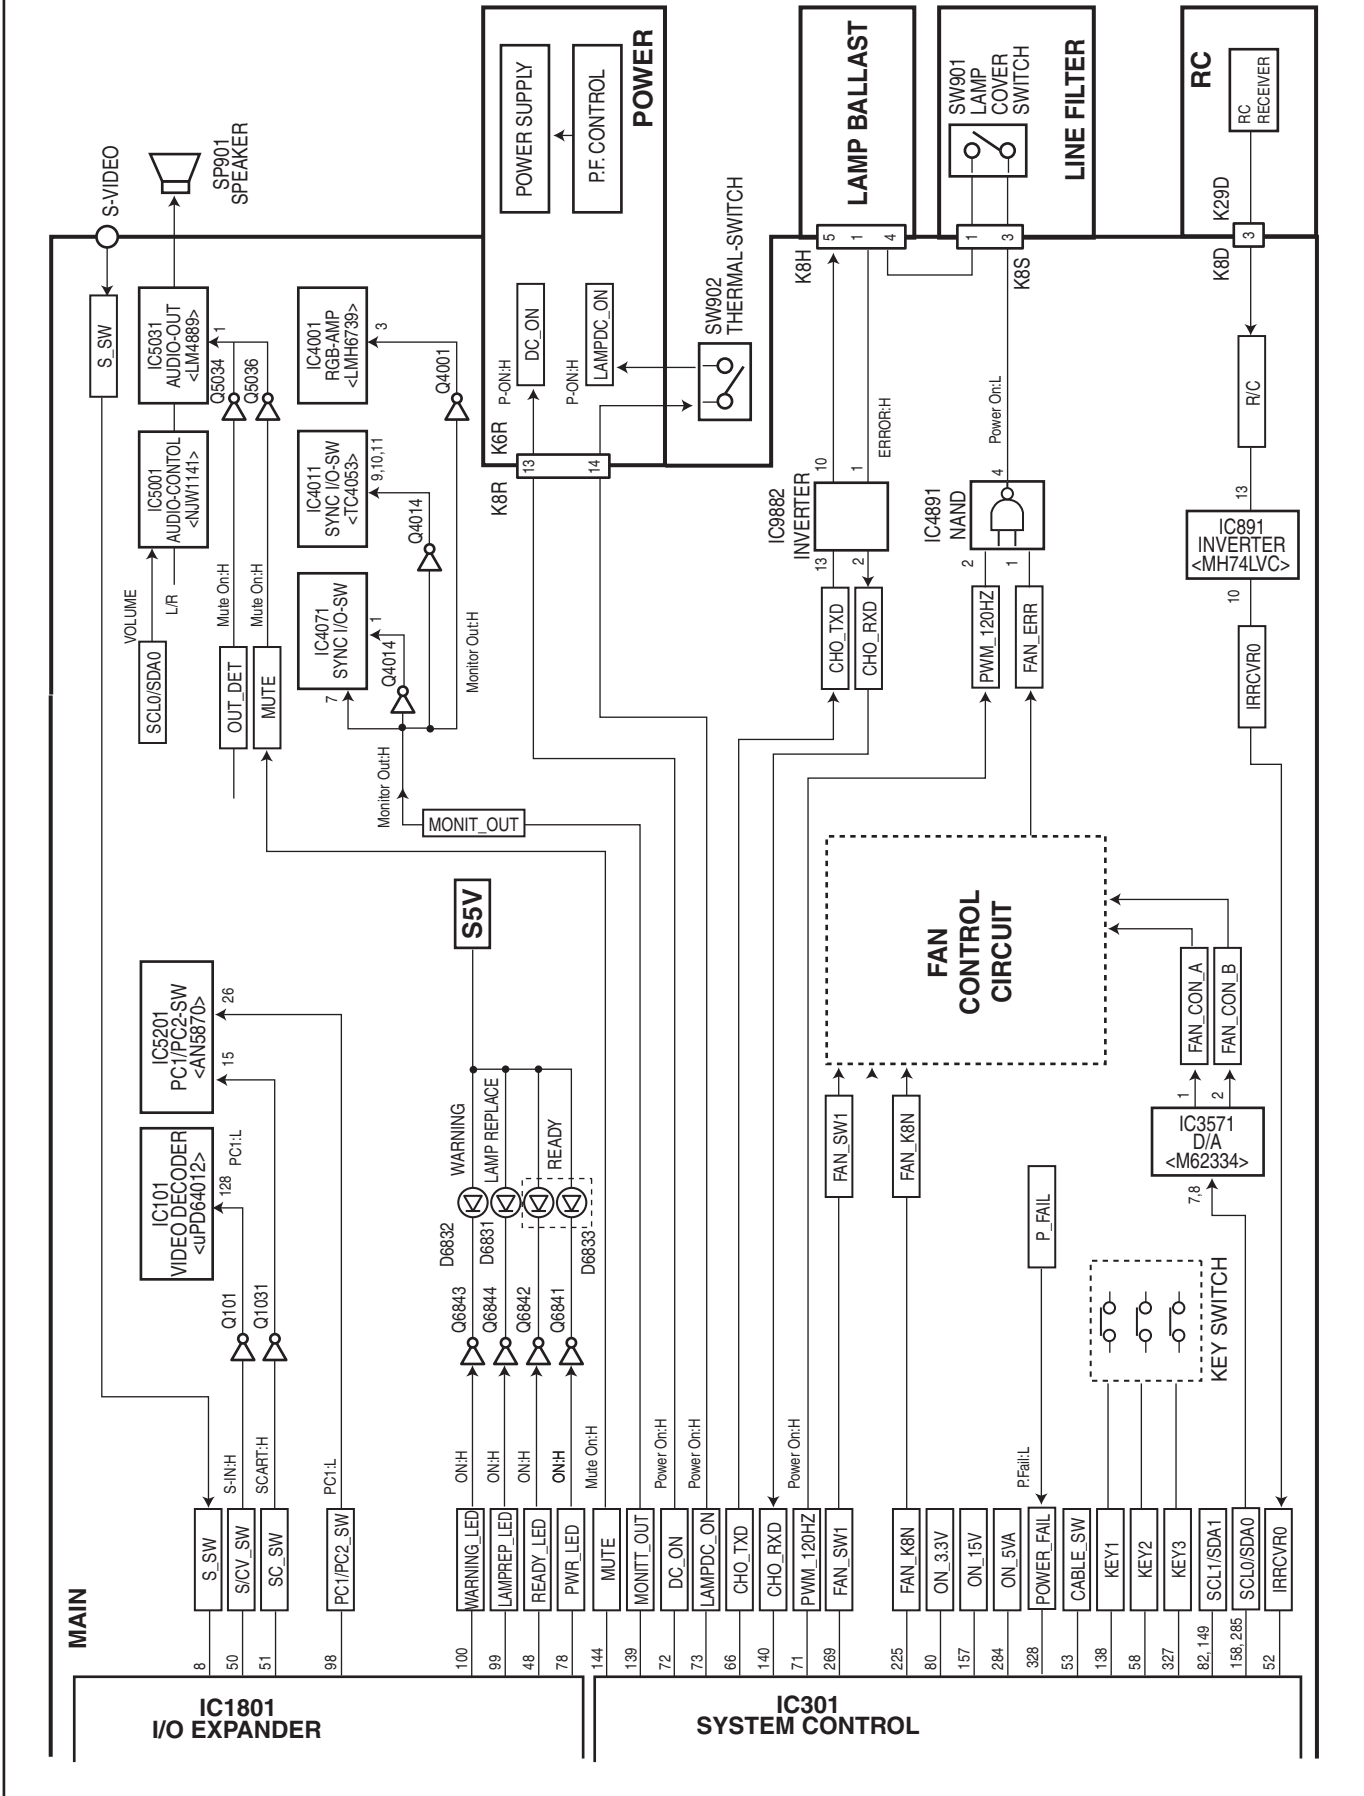 MAIN
IC1801
I/O EXPANDER
IC301
SYSTEM CONTROL
8
50
51
98
100
99
48
78
144
139
72
73
66
140
71
269
225
80
157
284
328
53
138
58
327
82, 149
158, 285
52
S_SW
S/CV_SW
SC_SW
PC1/PC2_SW
WARNING_LED
LAMPREP_LED
READY_LED
PWR_LED
MUTE
MONITT_OUT
DC_ON
LAMPDC_ON
CHO_TXD
CHO_RXD
PWM_120HZ
FAN_SW1
FAN_K8N
ON_3.3V
ON_15V
ON_5VA
POWER_FAIL
CABLE_SW
KEY1
KEY2
KEY3
SCL1/SDA1
SCL0/SDA0
IRRCVR0
S-IN:H
SCART:H
PC1:L
ON:H
ON:H
ON:H
ON:H
Mute On:H
Power On:H
Power On:H
Power On:H
P.Fail:L
Q101
Q1031
Q6843
Q6844
Q6842
Q6841
D6832
D6831
D6833
WARNING
LAMP REPLACE
READY
S5V
IC101
VIDEO DECODER
<uPD64012>
128
PC1:L
IC5201
PC1/PC2-SW
<AN5870>
15
26
KEY SWITCH
P_FAIL
FAN_SW1
FAN_K8N
IC3571
D/A
<M62334>
7,8
1
2
FAN_CON_A
FAN_CON_B
FAN
CONTROL
CIRCUIT
MONIT_OUT
Monitor Out:H
Monitor Out:H
SCL0/SDA0
VOLUME
L/R
OUT_DET
MUTE
Mute On:H
Mute On:H
IC4071
SYNC I/O-SW
7
1
Q4014
Q4014
IC4011
SYNC I/O-SW
<TC4053>
9,10,11
Q4001
IC4001
RGB-AMP
<LMH6739>
3
IC5001
AUDIO-CONTOL
<NJW1141>
IC5031
AUDIO-OUT
<LM4889>
Q5034
Q5036
1
S_SW
S-VIDEO
SP901
SPEAKER
K8R
K6R
13
14
P-ON:H
DC_ON
P-ON:H
LAMPDC_ON
POWER SUPPLY
P.F. CONTROL
POWER
SW902
THERMAL-SWITCH
CHO_TXD
CHO_RXD
13
2
IC9882
INVERTER
10
1
ERROR:H
K8H
5
1
4
LAMP BALLAST
PWM_120HZ
FAN_ERR
2
1
IC4891
NAND
4
Power On:L
K8S
1
3
SW901
LAMP
COVER
SWITCH
LINE FILTER
IRRCVR0
10
IC891
INVERTER
<MH74LVC>
13
R/C
K8D
K29D
3
RC
RECEIVER
RC